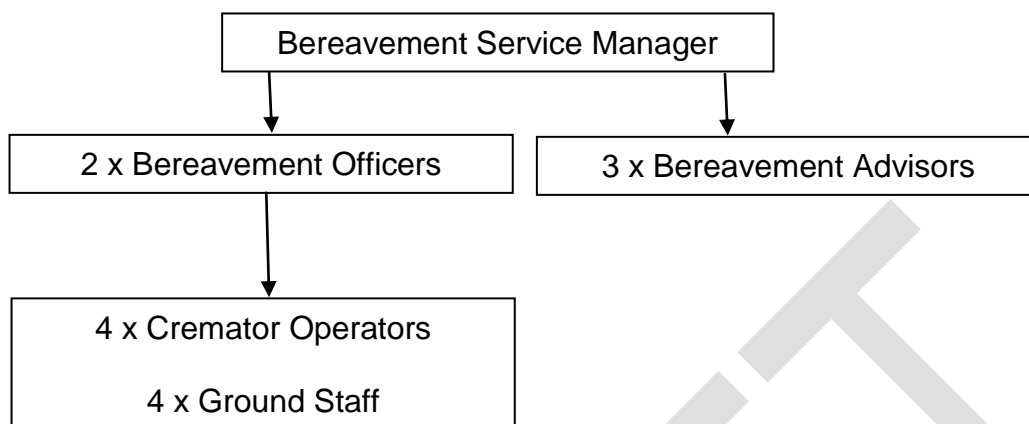 Bereavement Service Manager
2 x Bereavement Officers
3 x Bereavement Advisors
4 x Cremator Operators
4 x Ground Staff